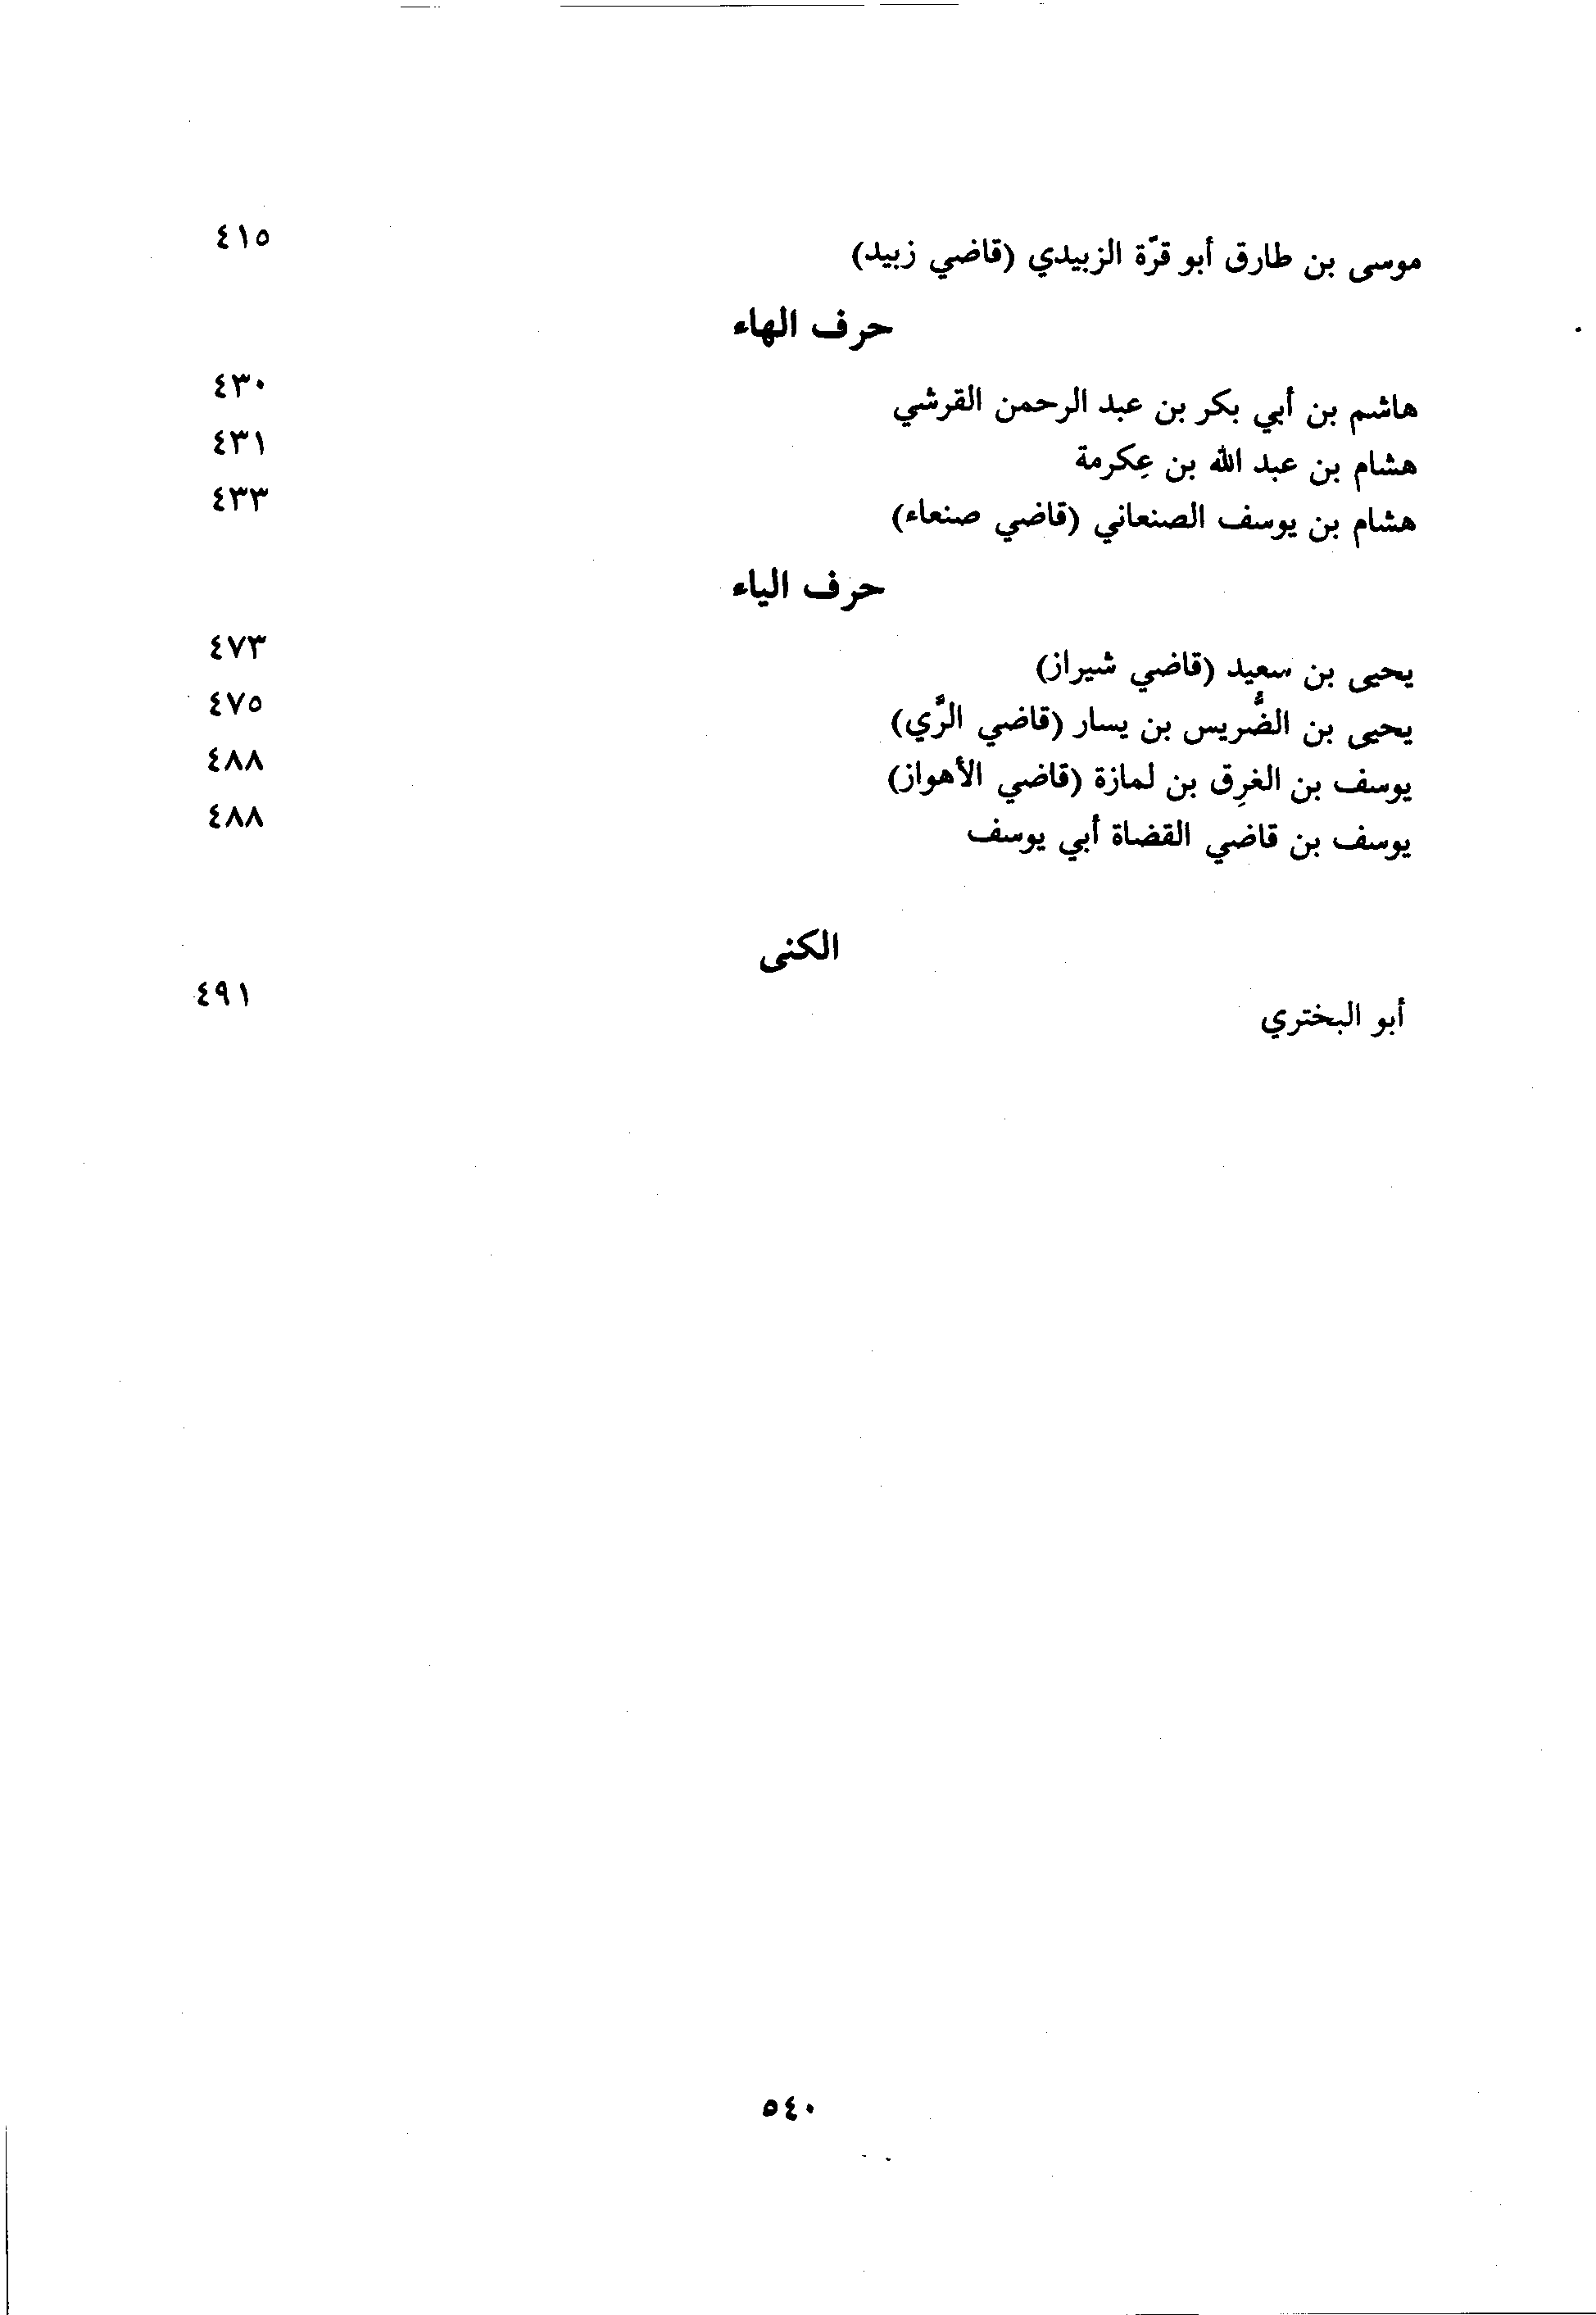 موسى بن طارق أبو قرّة الزبيدي (قاضي زبيد) ٤١٥
حرف الهاء
هاشم بن أبي بكر بن عبد الرحمن القرشي ٤٣٠
هشام بن عبد الله بن عِكرمة ٤٣١
هشام بن يوسف الصنعاني (قاضي صنعاء) ٤٣٣
حرف الياء
يحيى بن سعيد (قاضي شيراز) ٤٧٣
يحيى بن الضُّريس بن يسار (قاضي الرَّي) ٤٧٥
يوسف بن الغرِق بن لمازة (قاضي الأهواز) ٤٨٨
يوسف بن قاضي القضاة أبي يوسف ٤٨٨
الكنى
أبو البختري ٤٩١
٥٤٠